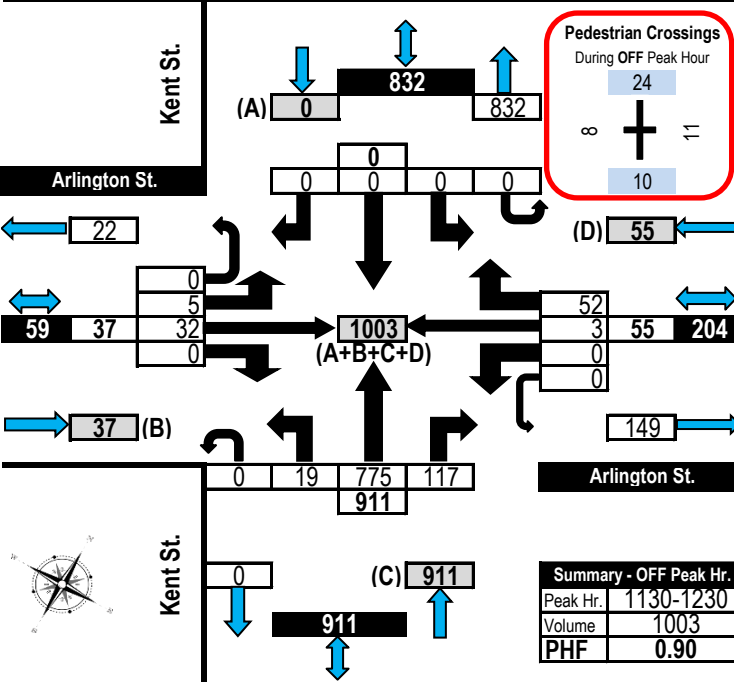 Kent St.
832
(A) 0
832
Pedestrian Crossings
During OFF Peak Hour
24
8
11
10
Arlington St.
0
0 0 0 0
22
(D) 55
0
5
59 37 32
0
1003
(A+B+C+D)
52
3 55 204
0
0
37 (B)
149
0 19 775 117
911
Arlington St.
Kent St.
0
(C) 911
911
Summary - OFF Peak Hr.
Peak Hr. 1130-1230
Volume 1003
PHF 0.90